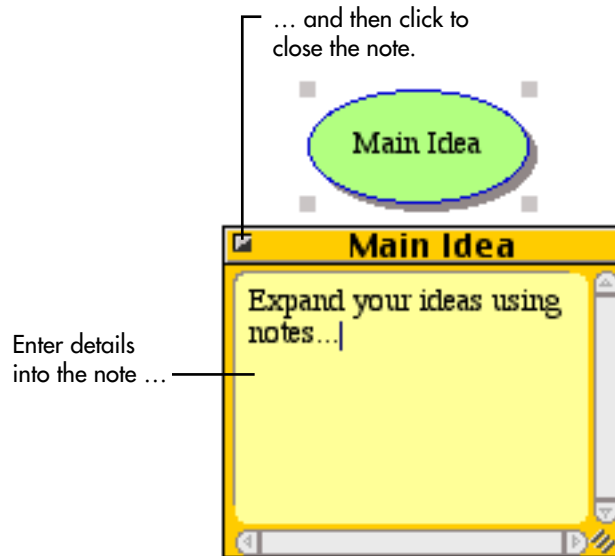 … and then click to
close the note.
Main Idea
Main Idea
Expand your ideas using
notes...
Enter details
into the note …